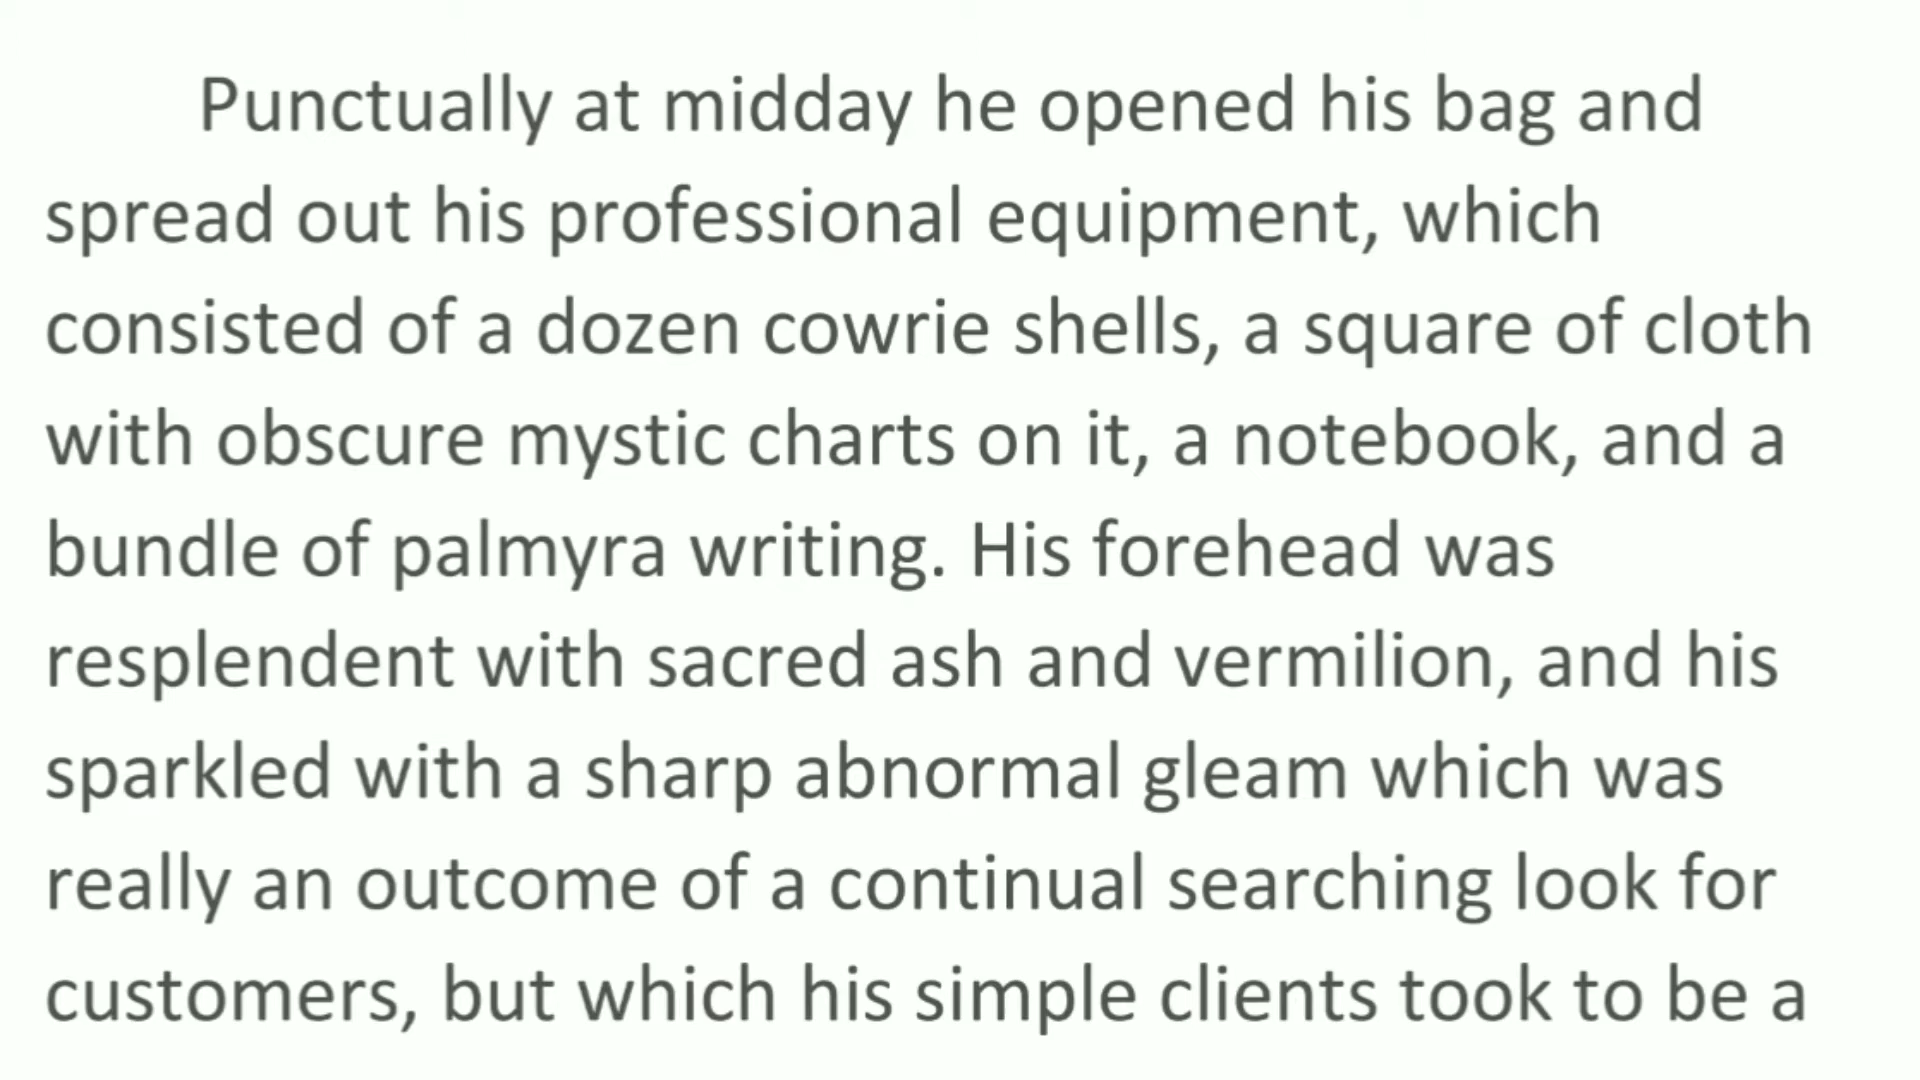 Punctually at midday he opened his bag and
spread out his professional equipment, which
consisted of a dozen cowrie shells, a square of cloth
with obscure mystic charts on it, a notebook, and a
bundle of palmyra writing. His forehead was
resplendent with sacred ash and vermilion, and his
sparkled with a sharp abnormal gleam which was
really an outcome of a continual searching look for
customers, but which his simple clients took to be a